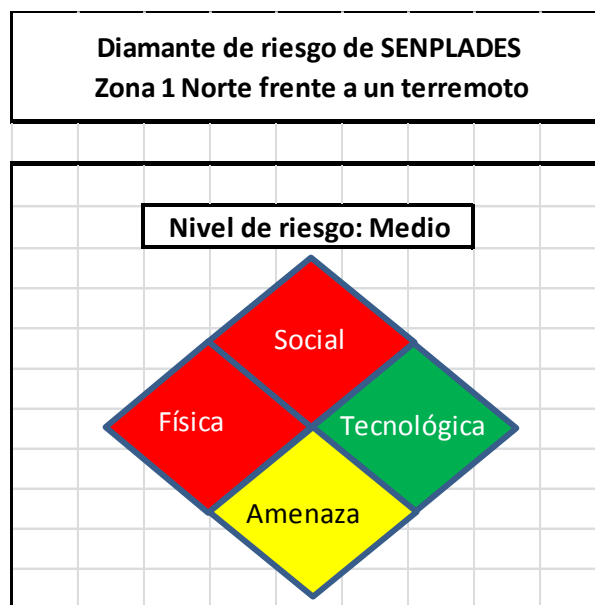 Diamante de riesgo de SENPLADES
Zona 1 Norte frente a un terremoto
Nivel de riesgo: Medio
Social
Física
Tecnológica
Amenaza